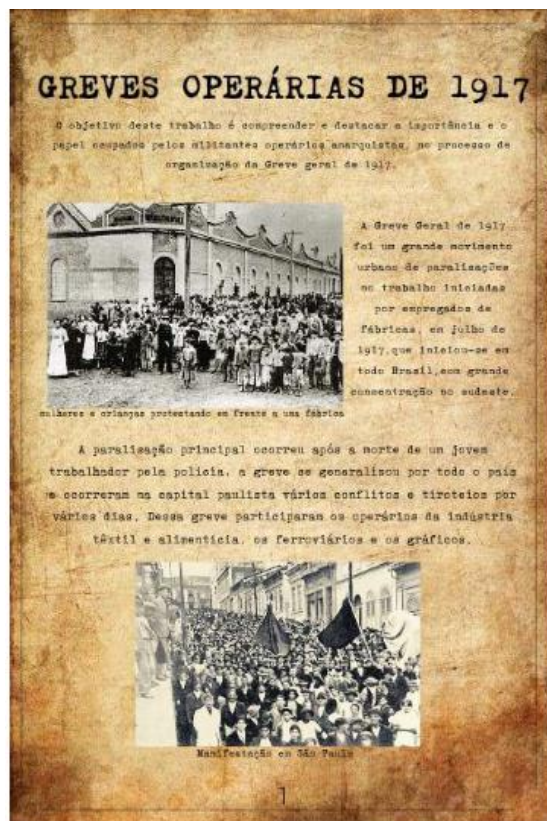 GREVES OPERÁRIAS DE 1917
O objetivo deste trabalho é compreender e destacar a importância e o
papel ocupados pelos militantes operários anarquistas, no processo de
organização da Greve geral de 1917.
A Greve Geral de 1917
foi um grande movimento
urbano de paralisações
no trabalho iniciadas
por empregados de
fábricas, em julho de
1917,que iniciou-se em
todo Brasil,com grande
concentração no sudeste.
mulheres e crianças protestando em frente a uma fábrica
A paralisação principal ocorreu após a morte de um jovem
trabalhador pela polícia, a greve se generalizou por todo o país
e ocorreram na capital paulista vários conflitos e tiroteios por
vários dias. Dessa greve participaram os operários da indústria
têxtil e alimentícia, os ferroviários e os gráficos.
Manifestação em São Paulo
1